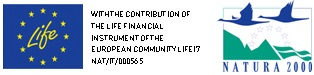 Life
WITH THE CONTRIBUTION OF
THE LIFE FINANCIAL
INSTRUMENT OF THE
EUROPEAN COMMUNITY LIFE17
NAT/IT/000565
NATURA 2000